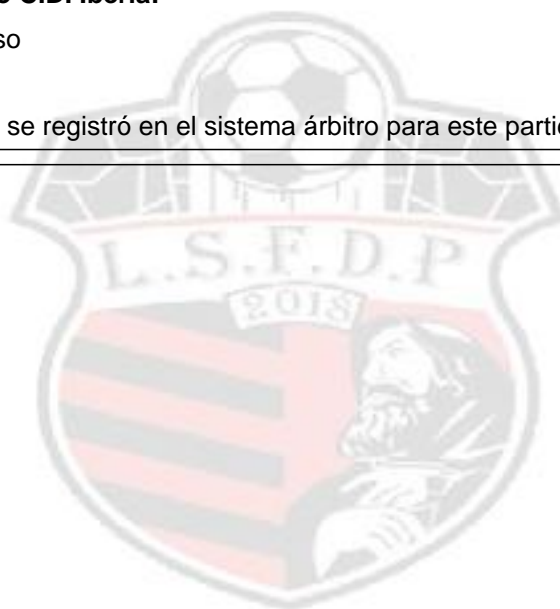 C.D. Iberia.
so
se registró en el sistema árbitro para este parti
L.S.F.D.P
2018